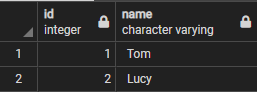 id name
integer character varying
1 1 Tom
2 2 Lucy